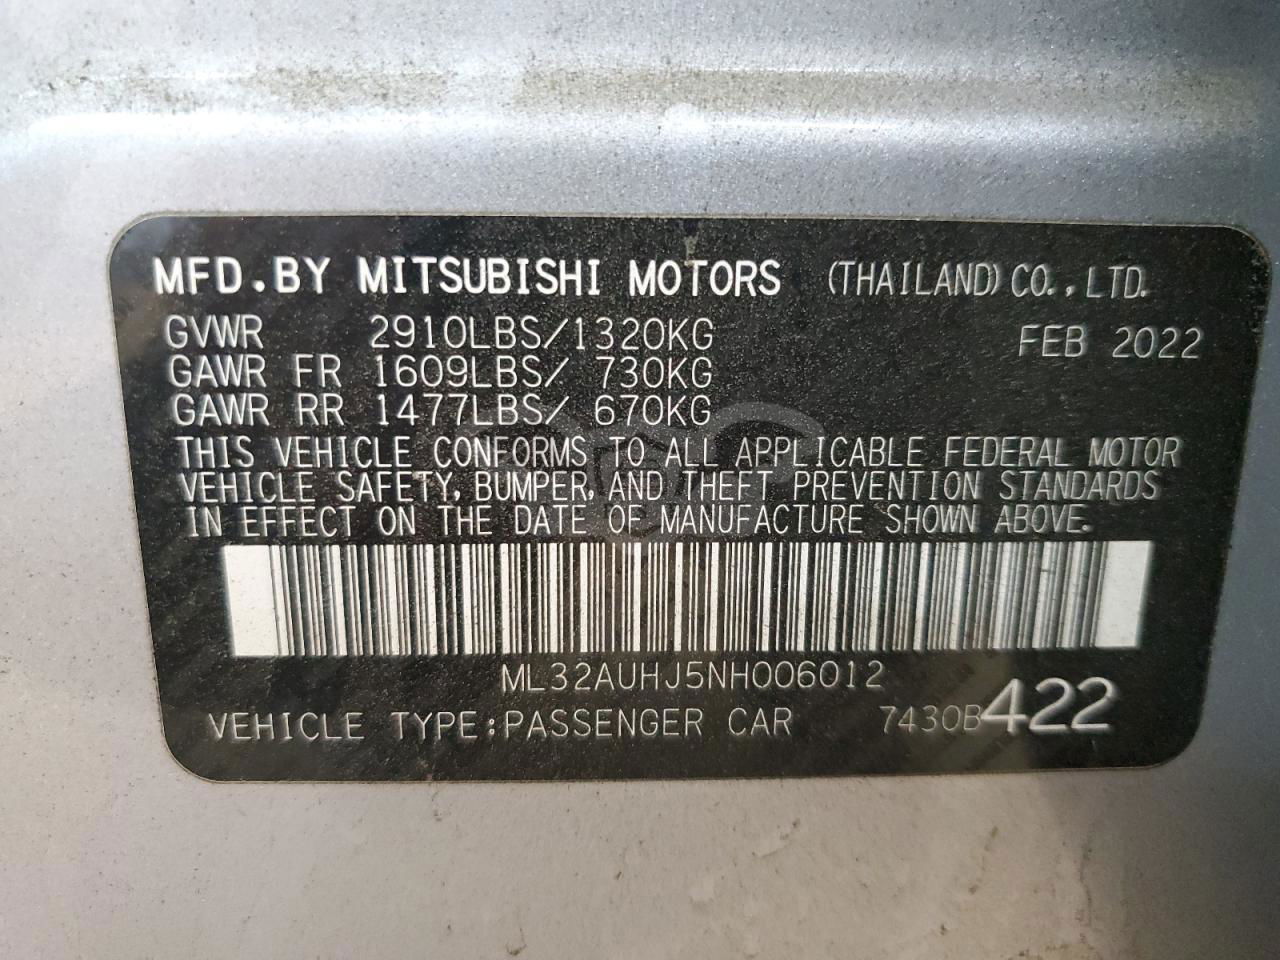 MFD.BY MITSUBISHI MOTORS (THAILAND) CO.,LTD.
GVWR 2910LBS/1320KG FEB 2022
GAWR FR 1609LBS/ 730KG
GAWR RR 1477LBS/ 670KG
THIS VEHICLE CONFORMS TO ALL APPLICABLE FEDERAL MOTOR
VEHICLE SAFETY, BUMPER, AND THEFT PREVENTION STANDARDS
IN EFFECT ON THE DATE OF MANUFACTURE SHOWN ABOVE.
ML32AUHJ5NH006012
VEHICLE TYPE:PASSENGER CAR 7430B422